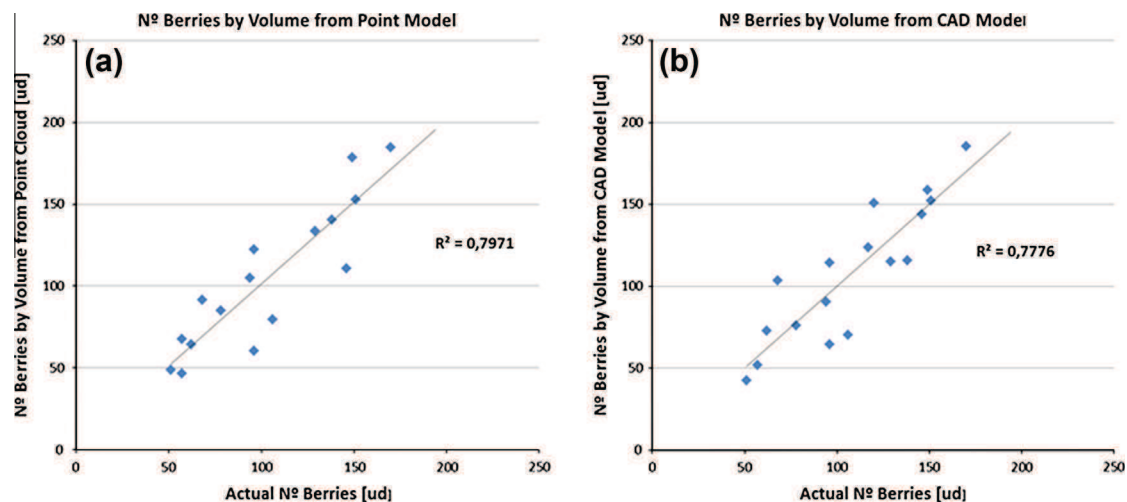 Nº Berries by Volume from Point Model
(a)
Nº Berries by Volume from Point Cloud [ud]
250
200
150
100
50
0
R² = 0,7971
0 50 100 150 200 250
Actual Nº Berries [ud]
Nº Berries by Volume from CAD Model
(b)
Nº Berries by Volume from CAD Model [ud]
250
200
150
100
50
0
R² = 0,7776
0 50 100 150 200 250
Actual Nº Berries [ud]